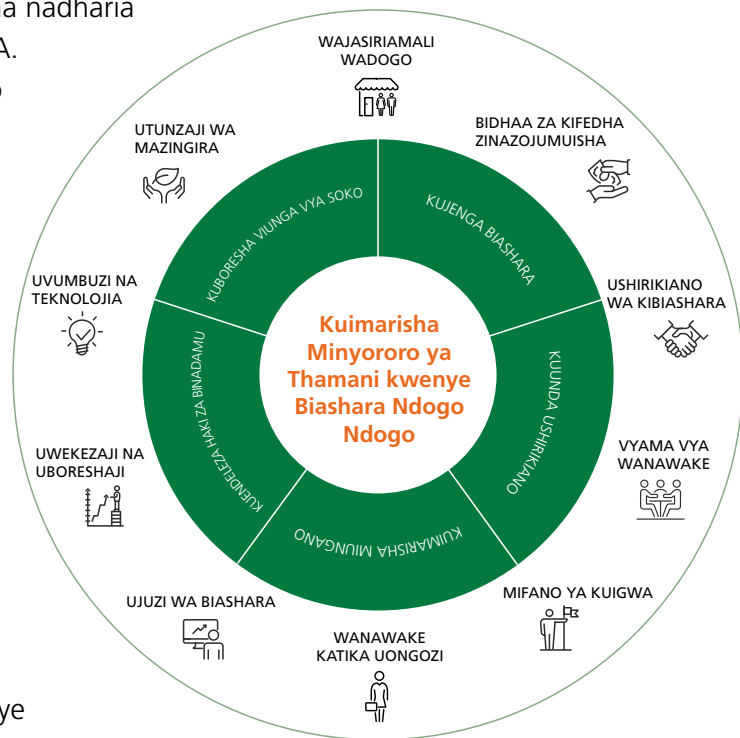 na nadharia
A.
WAJASIRIAMALI
WADOGO
BIDHAA ZA KIFEDHA
ZINAZOJUMUISHA
USHIRIKIANO
WA KIBIASHARA
VYAMA VYA
WANAWAKE
MIFANO YA KUIGWA
WANAWAKE
KATIKA UONGOZI
UJUZI WA BIASHARA
UWEKEZAJI NA
UBORESHAJI
UVUMBUZI NA
TEKNOLOJIA
UTUNZAJI WA
MAZINGIRA
KUBORESHA VIUNGA VYA SOKO
KUJENGA BIASHARA
KUUNDA USHIRIKIANO
KUIMARISHA MIUNGANO
KUENDELEZA HAKI ZA BINADAMU
Kuimarisha
Minyororo ya
Thamani kwenye
Biashara Ndogo
Ndogo